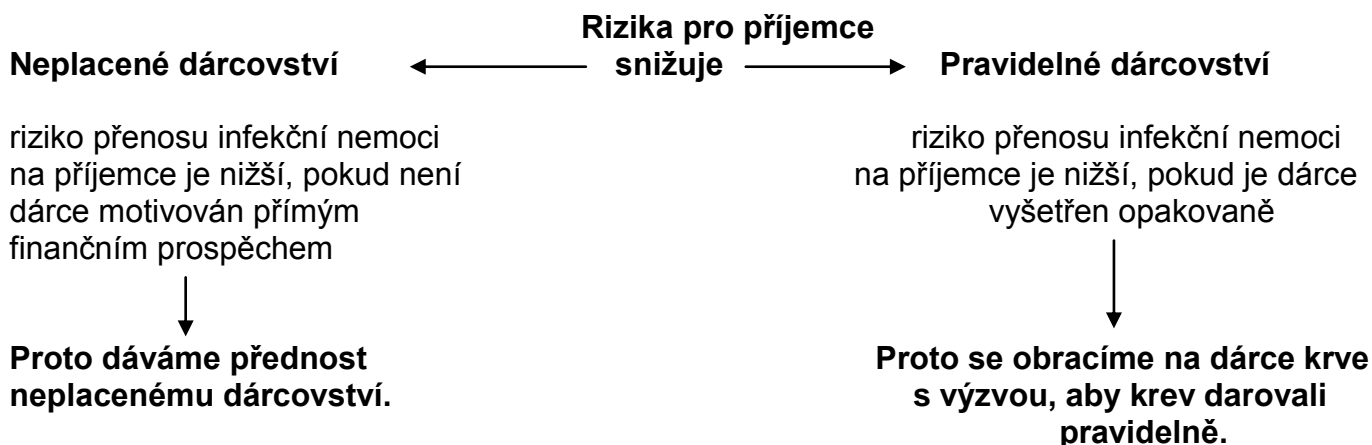 Rizika pro příjemce
snižuje
Neplacené dárcovství
riziko přenosu infekční nemoci
na příjemce je nižší, pokud není
dárce motivován přímým
finančním prospěchem
Proto dáváme přednost
neplacenému dárcovství.
Pravidelné dárcovství
riziko přenosu infekční nemoci
na příjemce je nižší, pokud je dárce
vyšetřen opakovaně
Proto se obracíme na dárce krve
s výzvou, aby krev darovali
pravidelně.